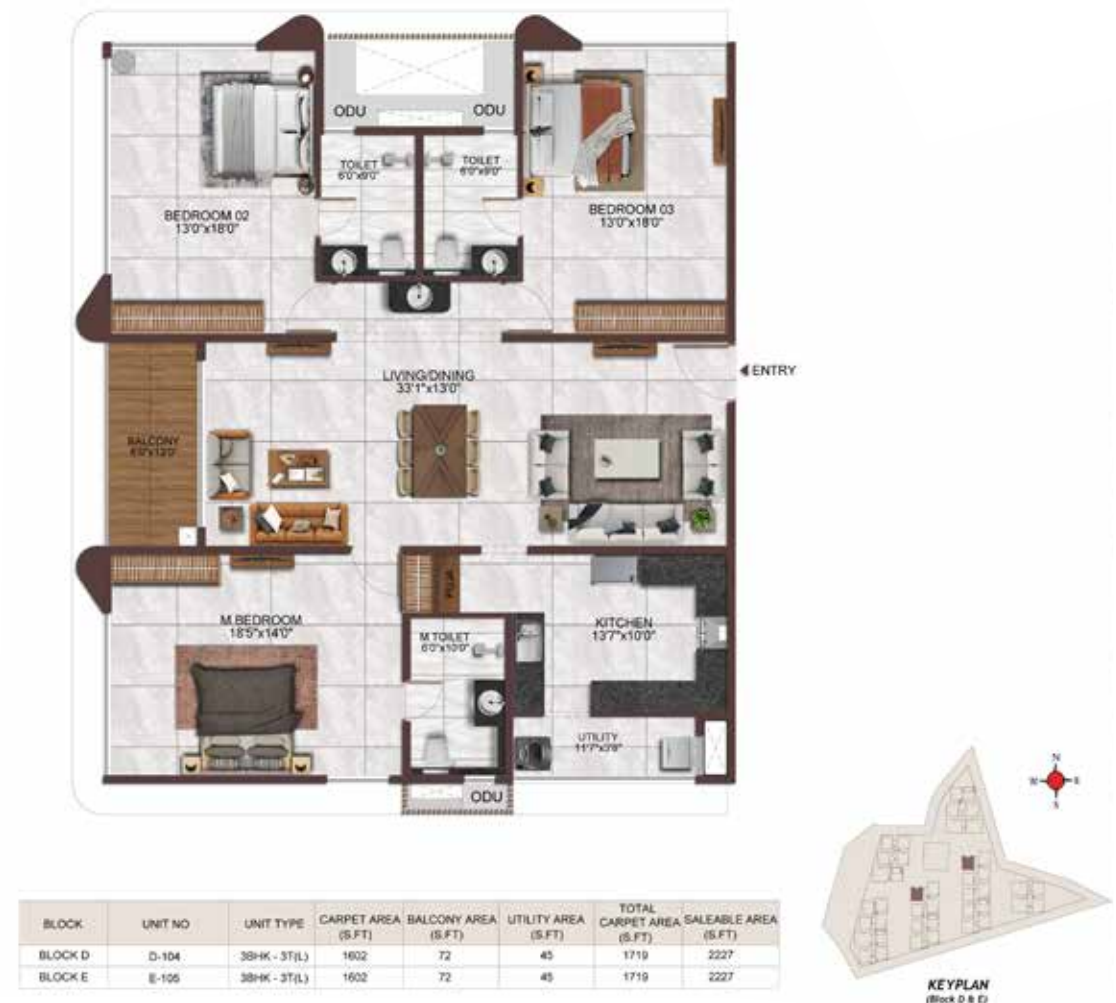 ODU
ODU
TOILET
6'0"x9'0"
TOILET
6'0"x9'0"
BEDROOM 02
13'0"x18'0"
BEDROOM 03
13'0"x18'0"
LIVING/DINING
33'1"x13'0"
ENTRY
BALCONY
6'0"x12'0"
M.BEDROOM
18'5"x14'0"
M.TOILET
6'0"x10'0"
KITCHEN
13'7"x10'0"
UTILITY
ODU
N
W
E
S
BLOCK UNIT NO UNIT TYPE CARPET AREA (S.FT) BALCONY AREA (S.FT) UTILITY AREA (S.FT) TOTAL CARPET AREA (S.FT) SALEABLE AREA (S.FT)
BLOCK D D-104 3BHK - 3T(L) 1602 72 45 1719 2227
BLOCK E E-105 3BHK - 3T(L) 1602 72 45 1719 2227
KEYPLAN
(Block D & E)